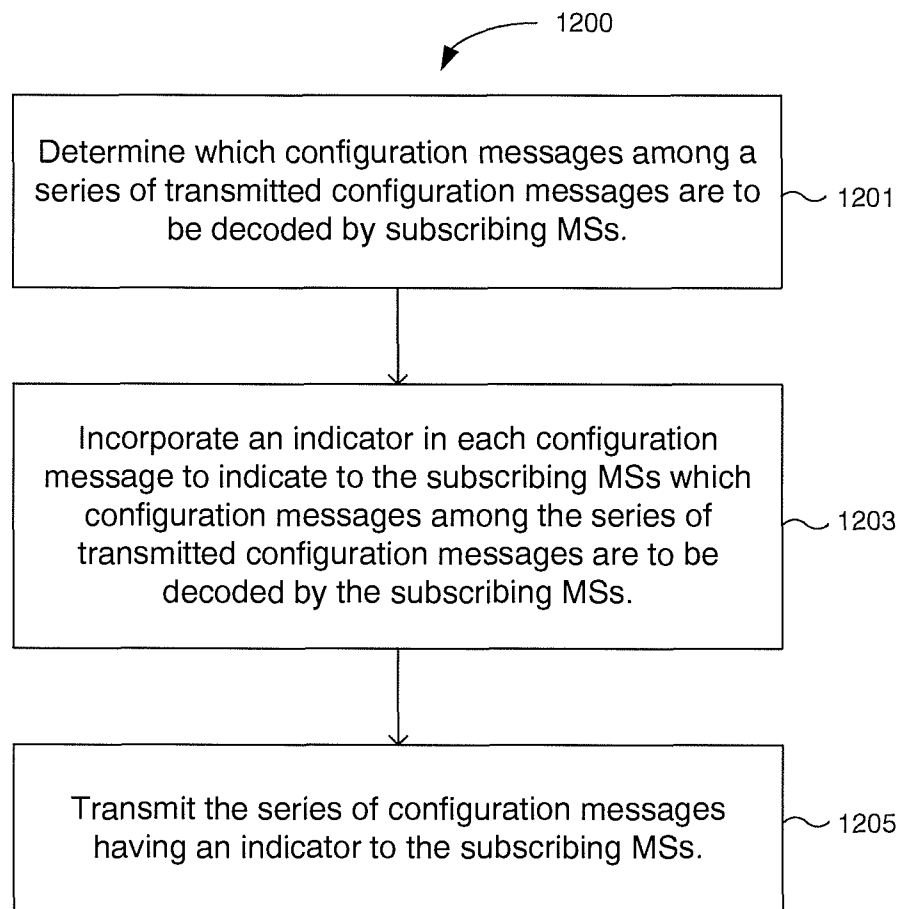 1200
Determine which configuration messages among a
series of transmitted configuration messages are to
be decoded by subscribing MSs.
1201
Incorporate an indicator in each configuration
message to indicate to the subscribing MSs which
configuration messages among the series of
transmitted configuration messages are to be
decoded by the subscribing MSs.
1203
Transmit the series of configuration messages
having an indicator to the subscribing MSs.
1205